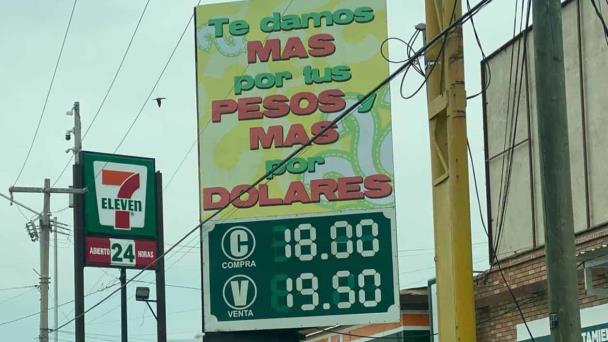 Te damos
MAS
por tus
PESOS y
MAS
por
DOLARES
C 18.00
COMPRA
V 19.50
VENTA
7
ELEVEN
ABIERTO 24 HORAS